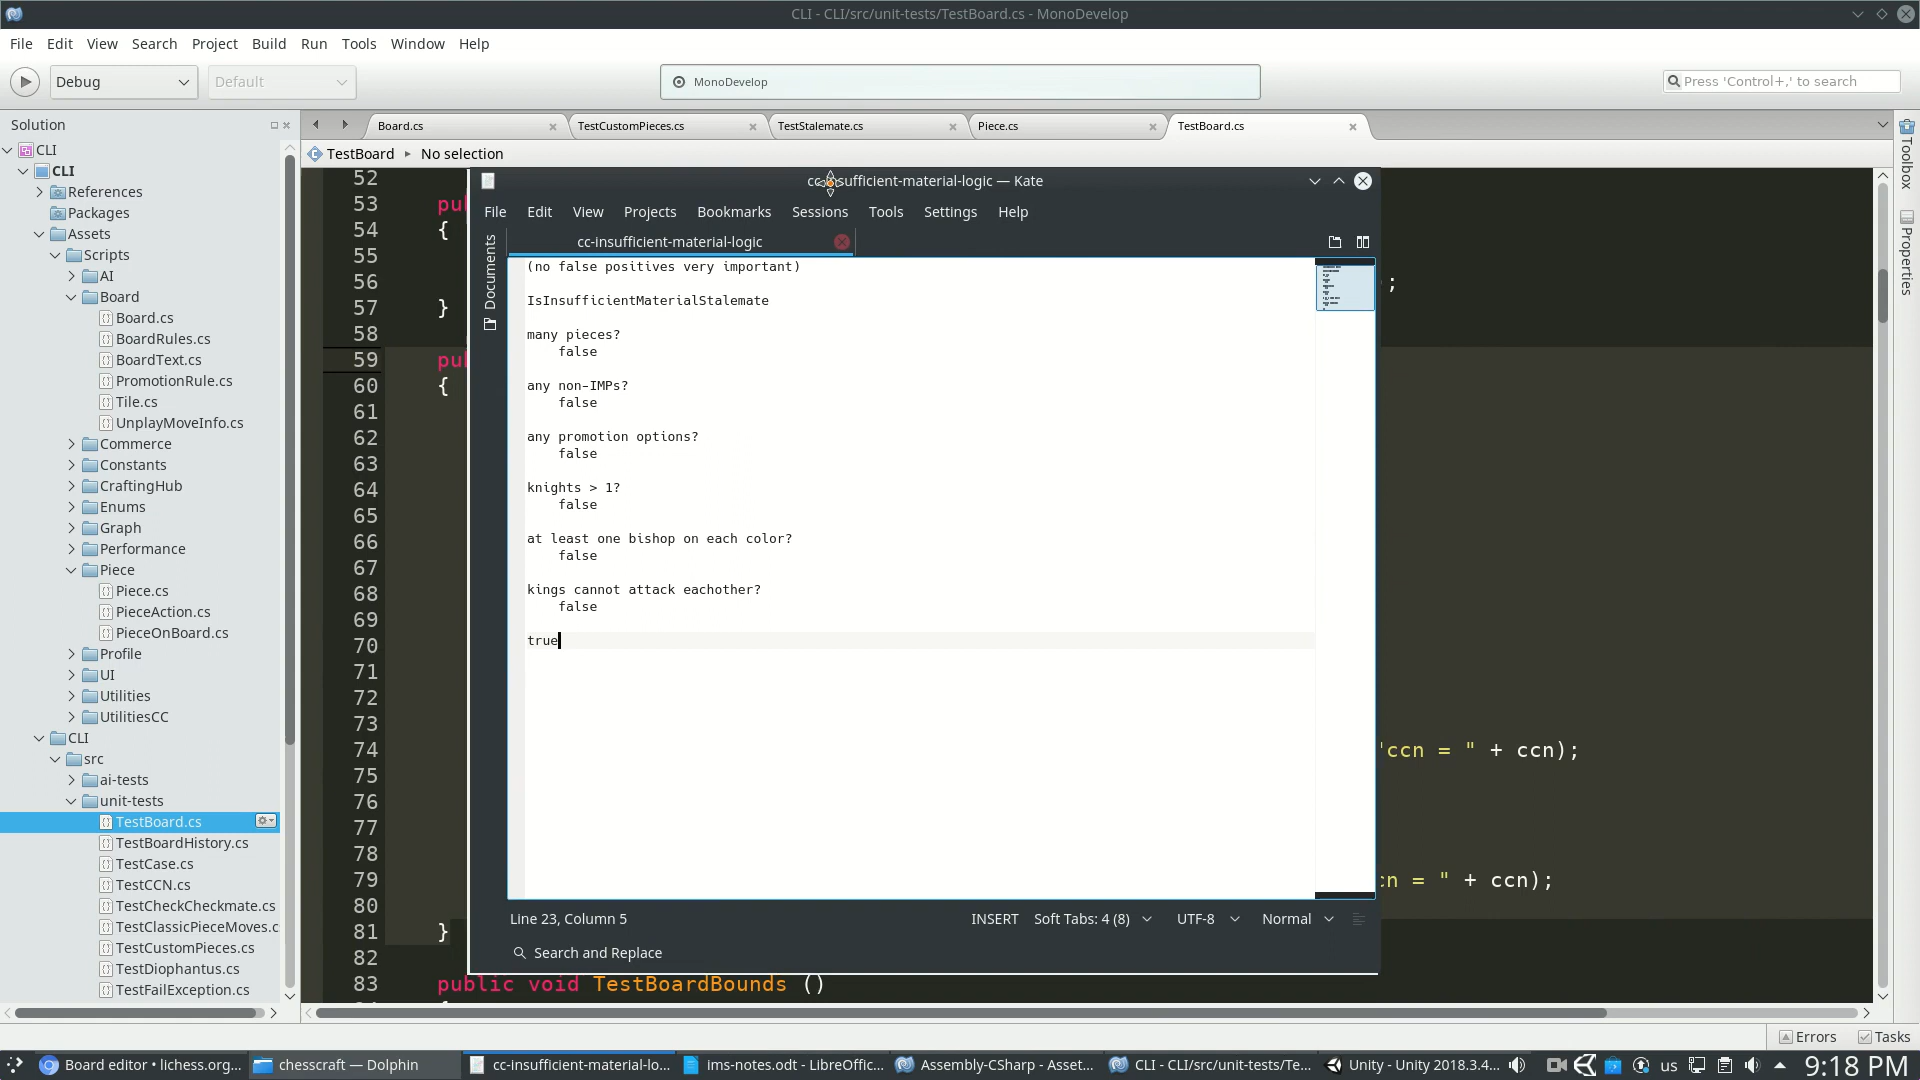 CLI - CLI/src/unit-tests/TestBoard.cs - MonoDevelop
File Edit View Search Project Build Run Tools Window Help
Debug Default MonoDevelop Press 'Control+,' to search
Solution
Board.cs TestCustomPieces.cs TestStalemate.cs Piece.cs TestBoard.cs
TestBoard No selection
CLI
CLI
References
Packages
Assets
Scripts
AI
Board
Board.cs
BoardRules.cs
BoardText.cs
PromotionRule.cs
Tile.cs
UnplayMoveInfo.cs
Commerce
Constants
CraftingHub
Enums
Graph
Performance
Piece
Piece.cs
PieceAction.cs
PieceOnBoard.cs
Profile
UI
Utilities
UtilitiesCC
CLI
src
ai-tests
unit-tests
TestBoard.cs
TestBoardHistory.cs
TestCase.cs
TestCCN.cs
TestCheckCheckmate.cs
TestClassicPieceMoves.c
TestCustomPieces.cs
TestDiophantus.cs
TestFailException.cs
52
53 pu
54 {
55
56 ;
57 }
58
59 pu
60 {
61
62
63
64
65
66
67
68
69
70
71
72
73
74 "ccn = " + ccn);
75
76
77
78
79 cn = " + ccn);
80
81 }
82
83 public void TestBoardBounds ()
cc-insufficient-material-logic — Kate
File Edit View Projects Bookmarks Sessions Tools Settings Help
Documents
cc-insufficient-material-logic
(no false positives very important)
IsInsufficientMaterialStalemate
many pieces?
false
any non-IMPs?
false
any promotion options?
false
knights > 1?
false
at least one bishop on each color?
false
kings cannot attack eachother?
false
true
Line 23, Column 5 INSERT Soft Tabs: 4 (8) UTF-8 Normal
Search and Replace
Toolbox
Properties
Errors Tasks
Board editor • lichess.org... chesscraft — Dolphin cc-insufficient-material-lo... ims-notes.odt - LibreOffic... Assembly-CSharp - Asset... CLI - CLI/src/unit-tests/Te... Unity - Unity 2018.3.4... us 9:18 PM